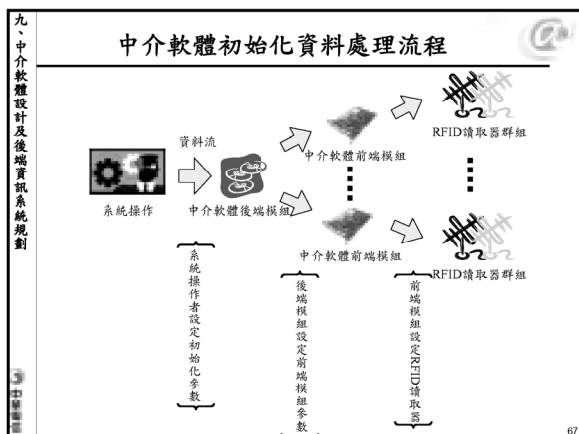 九、中介軟體設計及後端資訊系統規劃
中介軟體初始化資料處理流程
資料流
系統操作
中介軟體後端模組
中介軟體前端模組
中介軟體前端模組
RFID讀取器群組
RFID讀取器群組
系統操作者設定初始化參數
後端模組設定前端模組參數
前端模組設定RFID讀取器
67